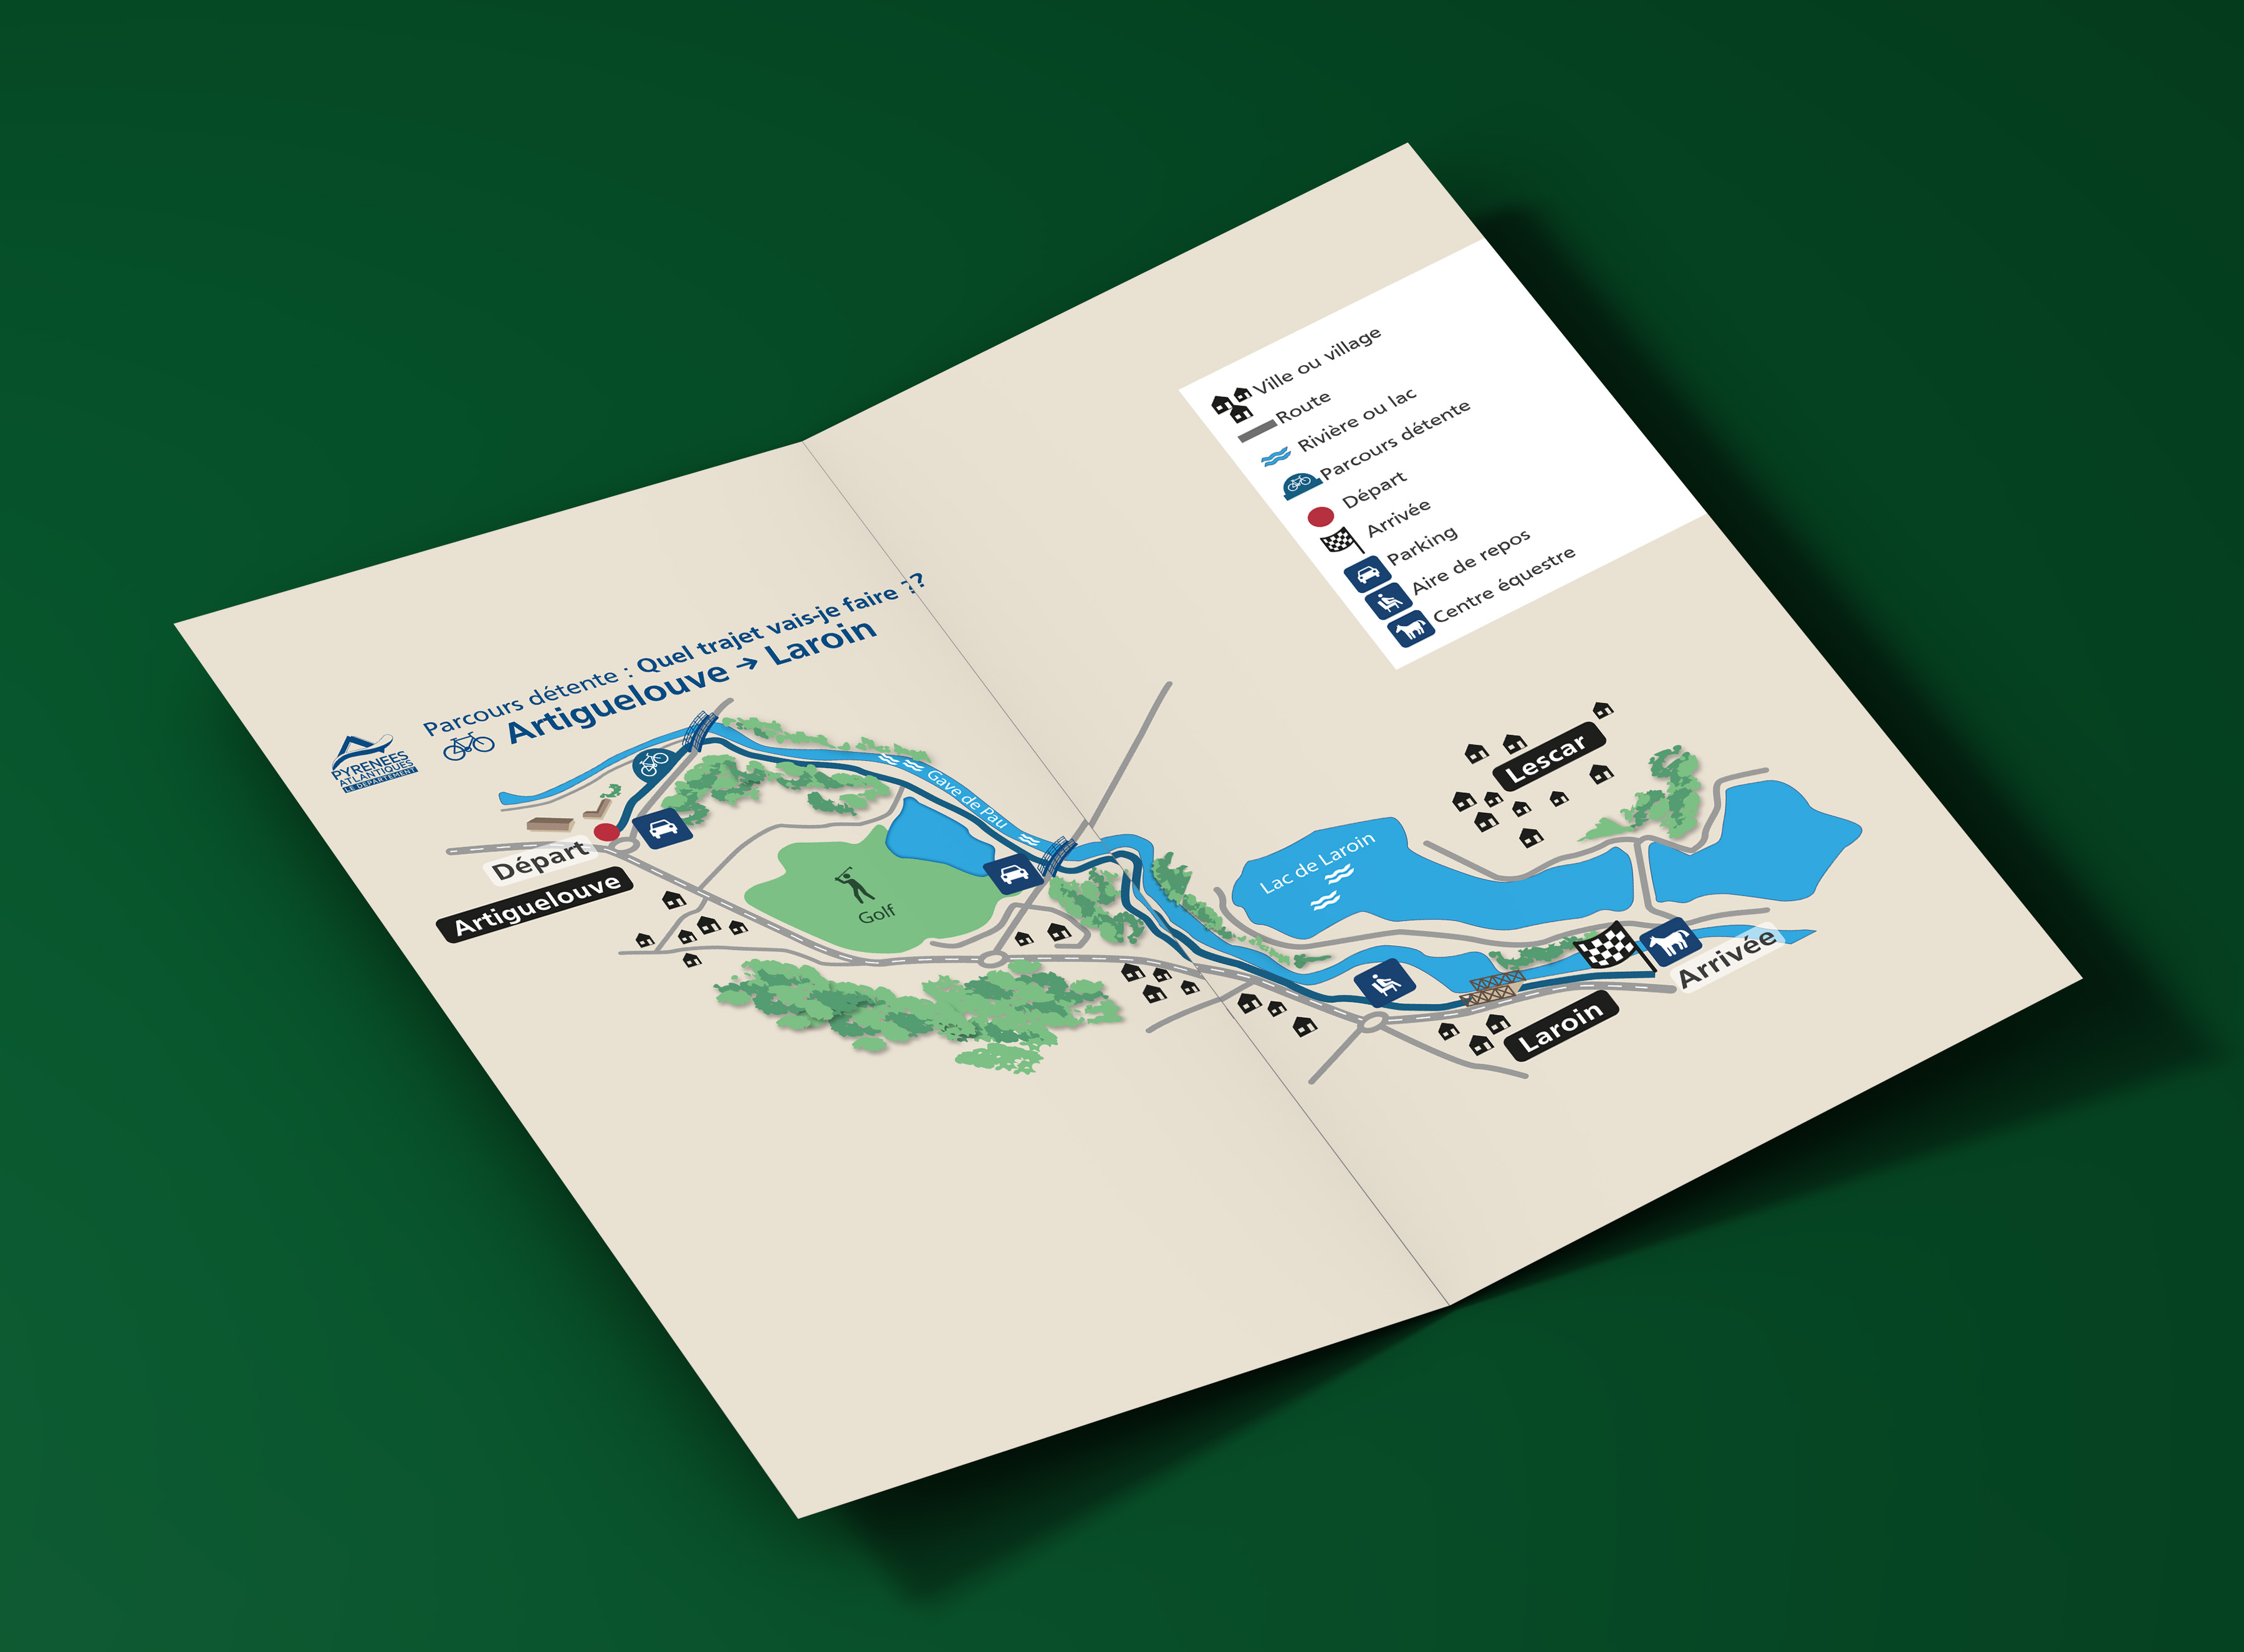 Parcours détente : Quel trajet vais-je faire ??
Artiguelouve → Laroin
PYRENEES
ATLANTIQUES
LE DEPARTEMENT
Ville ou village
Route
Rivière ou lac
Parcours détente
Départ
Arrivée
Parking
Aire de repos
Centre équestre
Lescar
Gave de Pau
Lac de Laroin
Départ
Artiguelouve
Golf
Arrivée
Laroin